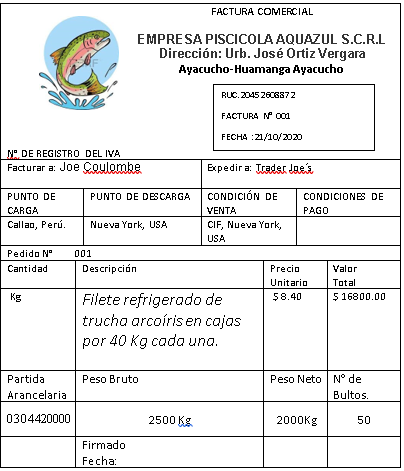 FACTURA COMERCIAL
EMPRESA PISCICOLA AQUAZUL S.C.R.L
Dirección: Urb. José Ortiz Vergara
Ayacucho-Huamanga Ayacucho
RUC.20452608872
FACTURA N° 001
FECHA :21/10/2020
N° DE REGISTRO DEL IVA
Facturar a: Joe Coulombe Expedir a: Trader Joe´s
PUNTO DE CARGA PUNTO DE DESCARGA CONDICIÓN DE VENTA CONDICIONES DE PAGO
Callao, Perú. Nueva York, USA CIF, Nueva York, USA
Pedido N° 001
Cantidad Descripción Precio Unitario Valor Total
Kg Filete refrigerado de $ 8.40 $ 16800.00
trucha arcoíris en cajas
por 40 Kg cada una.
Partida Arancelaria Peso Bruto Peso Neto N° de Bultos.
0304420000 2500 Kg 2000Kg 50
Firmado
Fecha: